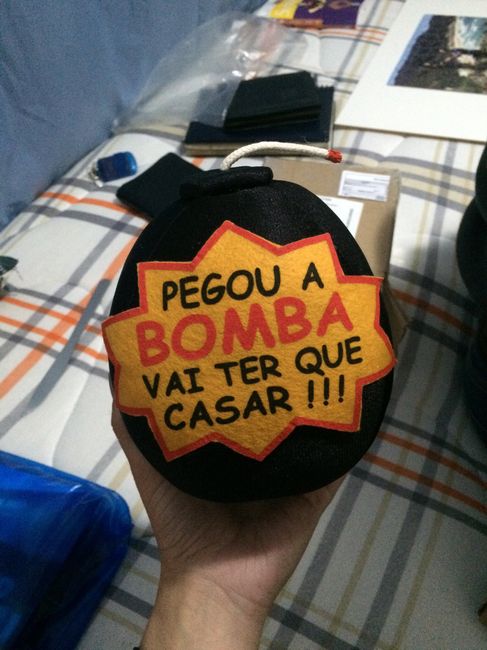 PEGOU A
BOMBA
VAI TER QUE
CASAR !!!